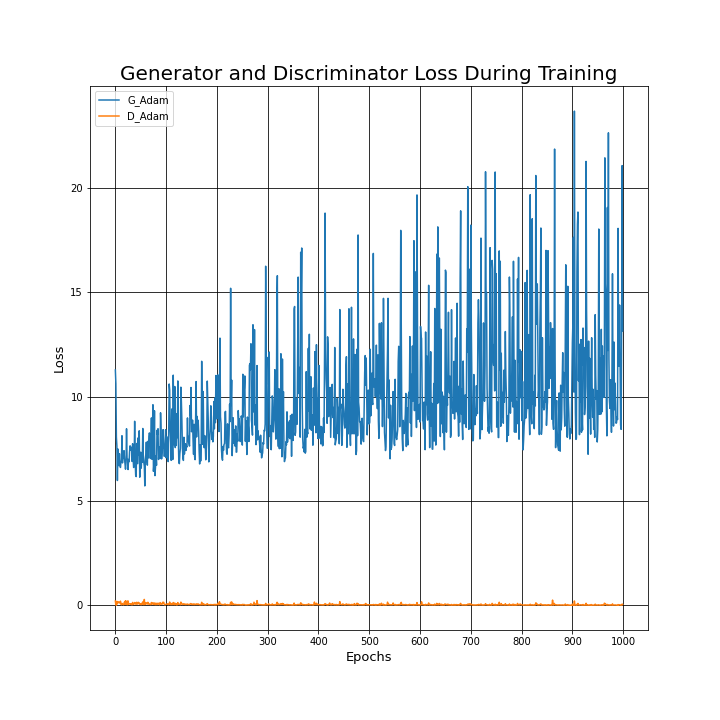 Generator and Discriminator Loss During Training
G_Adam
D_Adam
20
15
10
5
0
Loss
0 100 200 300 400 500 600 700 800 900 1000
Epochs